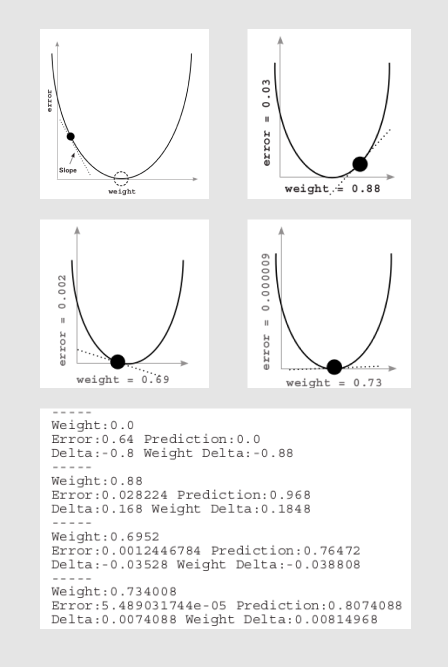 error
Slope
weight
error = 0.03
weight = 0.88
error = 0.002
weight = 0.69
error = 0.000009
weight = 0.73
-----
Weight:0.0
Error:0.64 Prediction:0.0
Delta:-0.8 Weight Delta:-0.88
-----
Weight:0.88
Error:0.028224 Prediction:0.968
Delta:0.168 Weight Delta:0.1848
-----
Weight:0.6952
Error:0.0012446784 Prediction:0.76472
Delta:-0.03528 Weight Delta:-0.038808
-----
Weight:0.734008
Error:5.489031744e-05 Prediction:0.8074088
Delta:0.0074088 Weight Delta:0.00814968